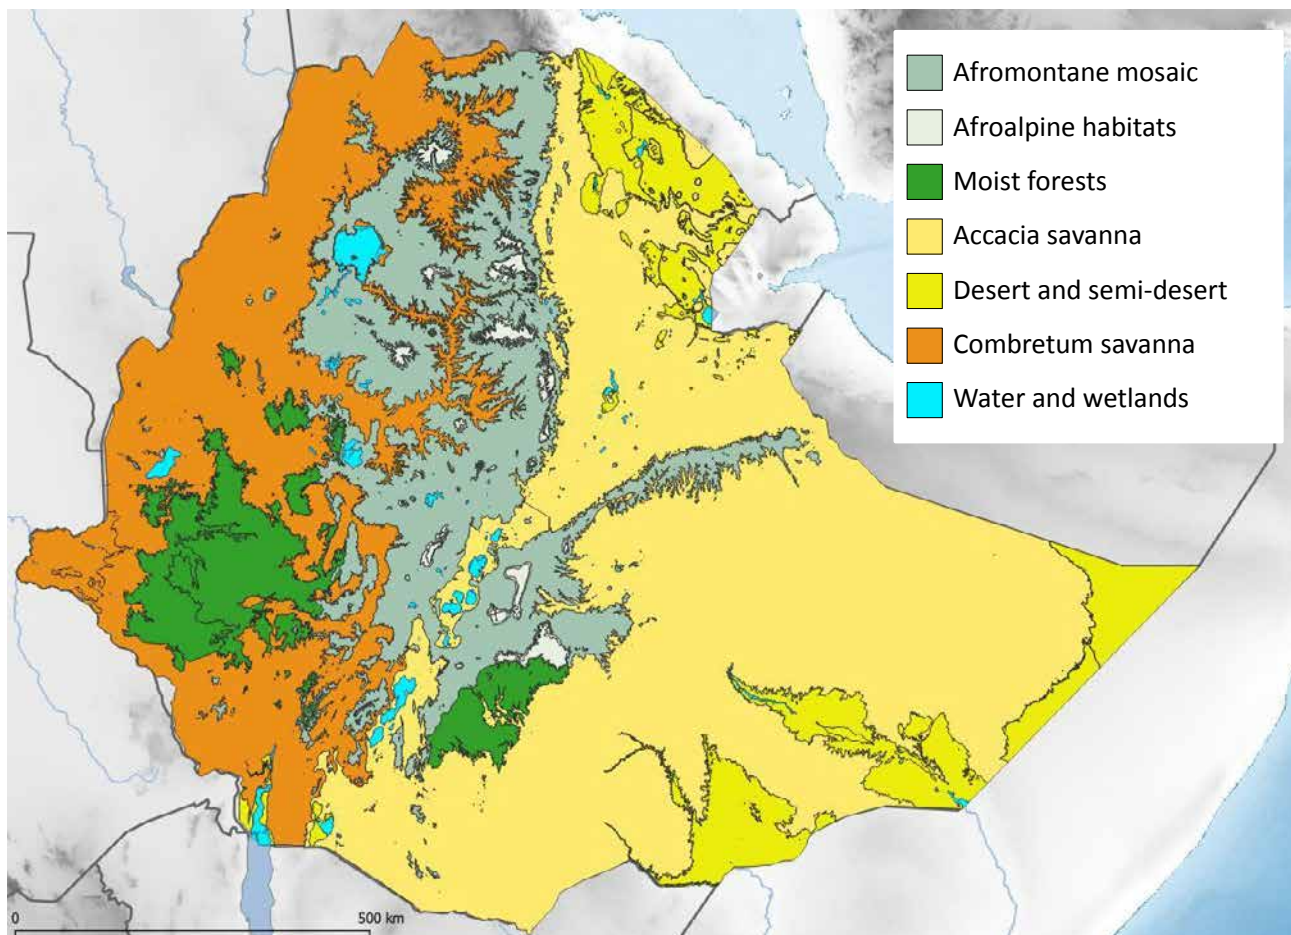 Afromontane mosaic
Afroalpine habitats
Moist forests
Accacia savanna
Desert and semi-desert
Combretum savanna
Water and wetlands
0 500 km